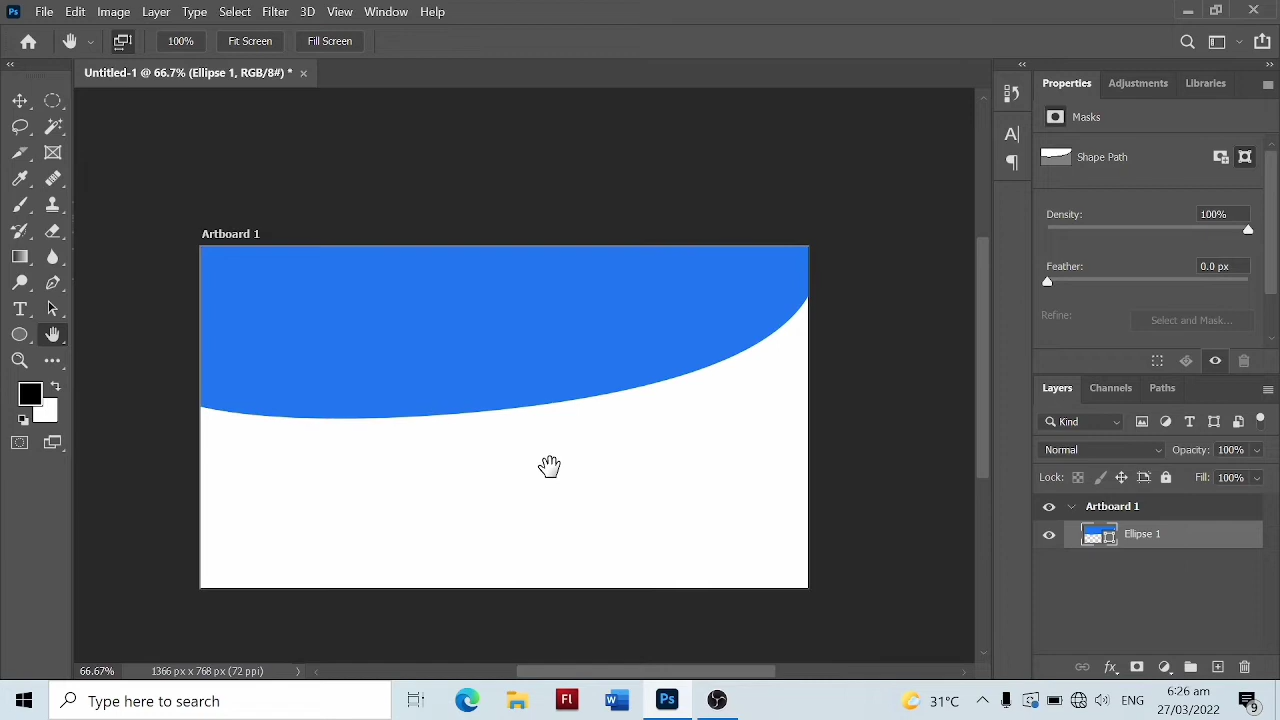 Ps File Edit Image Layer Type Select Filter 3D View Window Help
100% Fit Screen Fill Screen
Untitled-1 @ 66.7% (Ellipse 1, RGB/8#) *
Properties Adjustments Libraries
Masks
Shape Path
Density: 100%
Feather: 0.0 px
Refine: Select and Mask...
Artboard 1
Layers Channels Paths
Kind
Normal Opacity: 100%
Lock: Fill: 100%
Artboard 1
Ellipse 1
66.67% 1366 px x 768 px (72 ppi)
Type here to search
Fl
W
Ps
31°C
ENG
6:26 am
27/03/2022
9